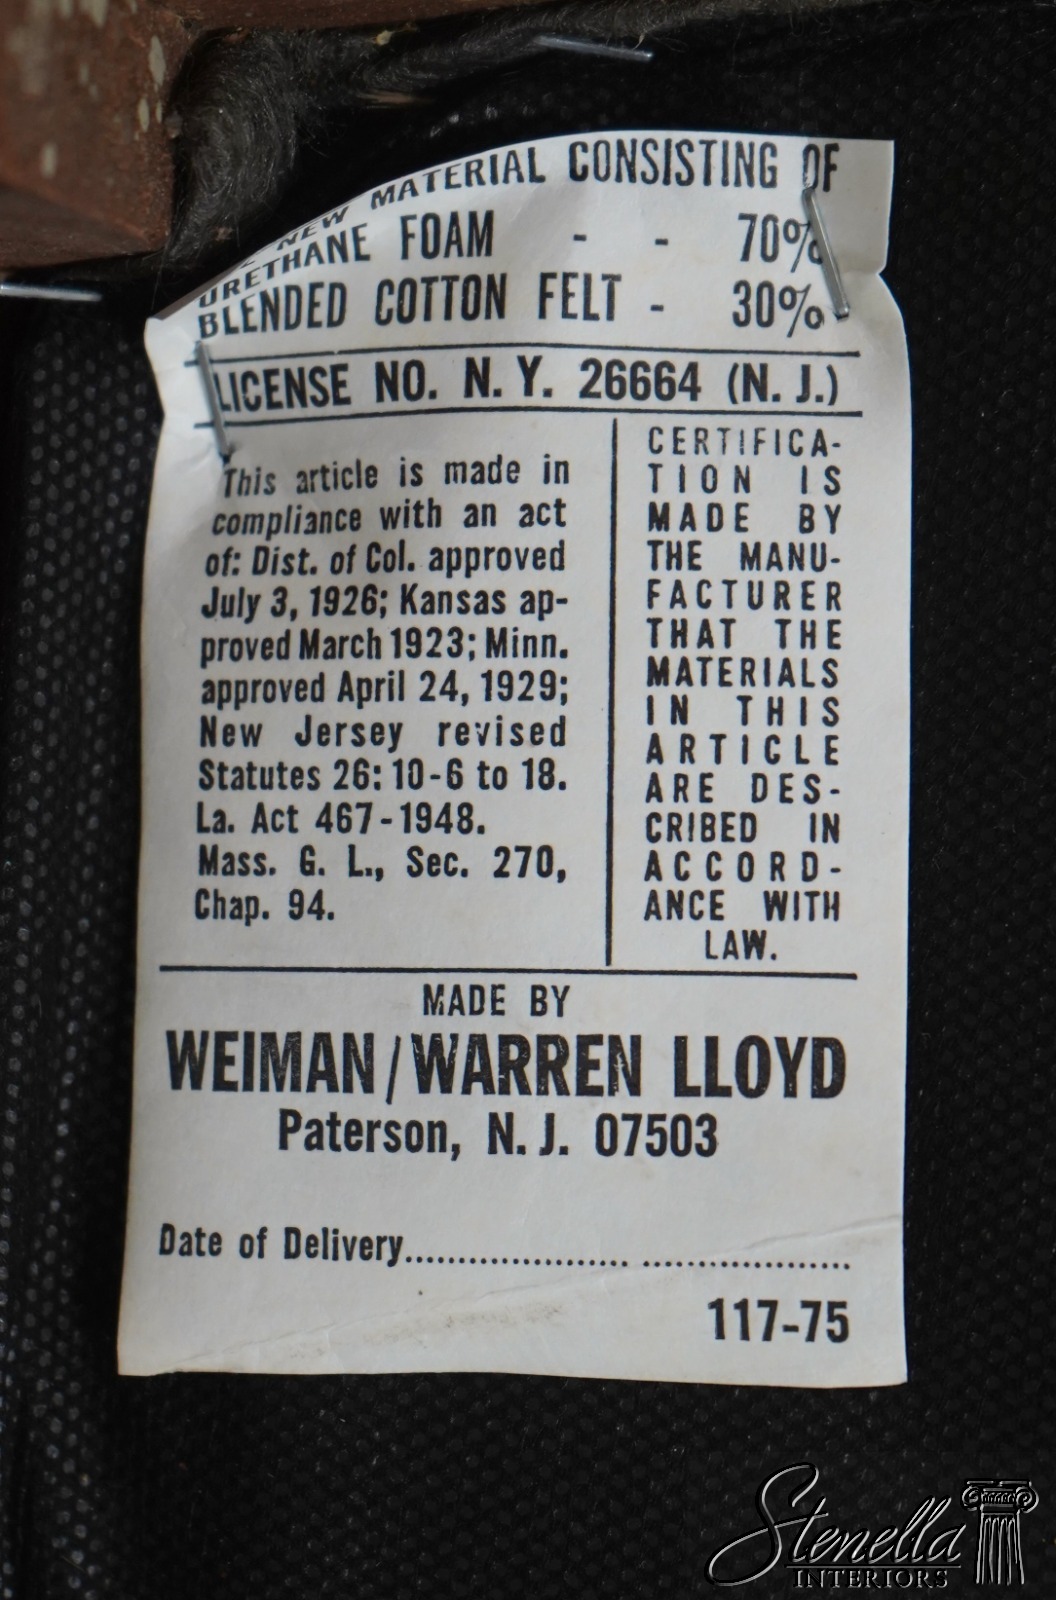 NEW MATERIAL CONSISTING OF
URETHANE FOAM - - 70%
BLENDED COTTON FELT - 30%
LICENSE NO. N. Y. 26664 (N. J.)
This article is made in
compliance with an act
of: Dist. of Col. approved
July 3, 1926; Kansas ap-
proved March 1923; Minn.
approved April 24, 1929;
New Jersey revised
Statutes 26: 10-6 to 18.
La. Act 467-1948.
Mass. G. L., Sec. 270,
Chap. 94.
CERTIFICA-
TION IS
MADE BY
THE MANU-
FACTURER
THAT THE
MATERIALS
IN THIS
ARTICLE
ARE DES-
CRIBED IN
ACCORD-
ANCE WITH
LAW.
MADE BY
WEIMAN/WARREN LLOYD
Paterson, N. J. 07503
Date of Delivery........................................
117-75
Stenella
INTERIORS